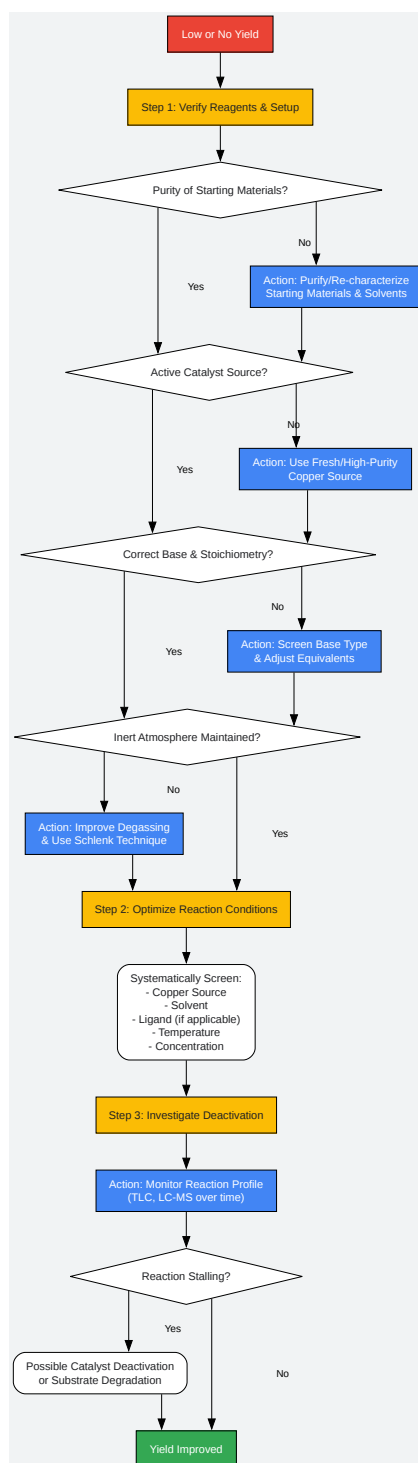 Low or No Yield
Step 1: Verify Reagents & Setup
Purity of Starting Materials?
No
Yes
Action: Purify/Re-characterize
Starting Materials & Solvents
Active Catalyst Source?
No
Yes
Action: Use Fresh/High-Purity
Copper Source
Correct Base & Stoichiometry?
No
Yes
Action: Screen Base Type
& Adjust Equivalents
Inert Atmosphere Maintained?
No
Yes
Action: Improve Degassing
& Use Schlenk Technique
Step 2: Optimize Reaction Conditions
Systematically Screen:
- Copper Source
- Solvent
- Ligand (if applicable)
- Temperature
- Concentration
Step 3: Investigate Deactivation
Action: Monitor Reaction Profile
(TLC, LC-MS over time)
Reaction Stalling?
Yes
No
Possible Catalyst Deactivation
or Substrate Degradation
Yield Improved